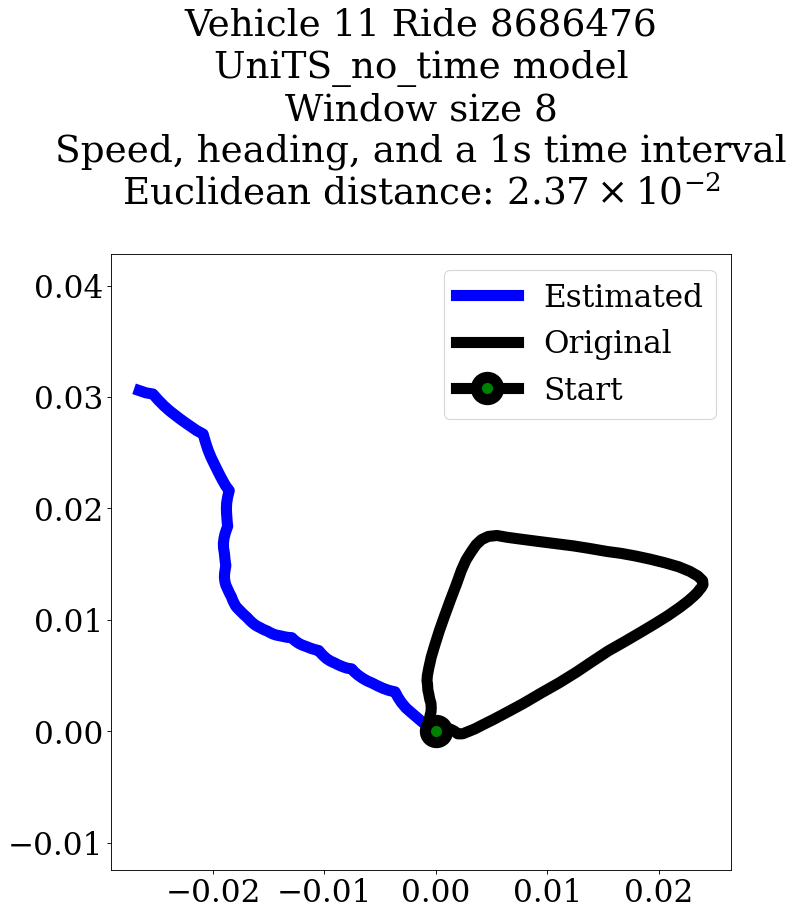 Vehicle 11 Ride 8686476
UniTS_no_time model
Window size 8
Speed, heading, and a 1s time interval
Euclidean distance: 2.37 × 10⁻²
Estimated
Original
Start
0.04
0.03
0.02
0.01
0.00
−0.01
−0.02 −0.01 0.00 0.01 0.02